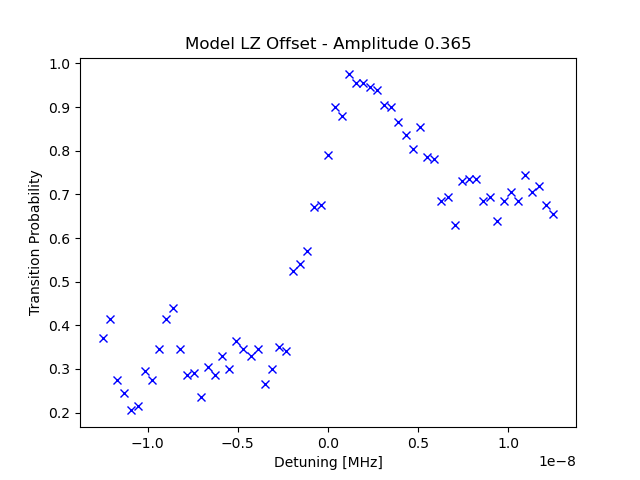 Model LZ Offset - Amplitude 0.365
1.0
0.9
0.8
0.7
0.6
0.5
0.4
0.3
0.2
Transition Probability
−1.0 −0.5 0.0 0.5 1.0
1e−8
Detuning [MHz]